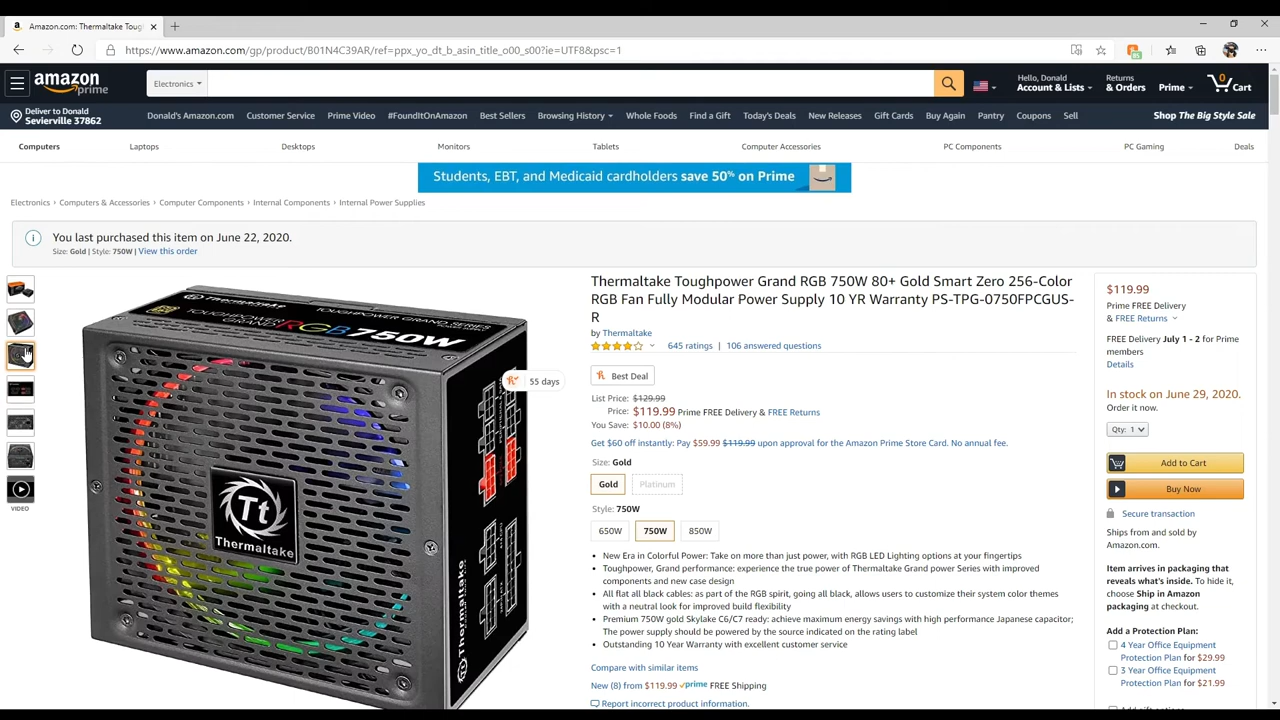 Amazon.com: Thermaltake Toug
https://www.amazon.com/gp/product/B01N4C39AR/ref=ppx_yo_dt_b_asin_title_o00_s00?ie=UTF8&psc=1
amazon prime
Electronics
Hello, Donald
Account & Lists
Returns
& Orders
Prime
0
Cart
Deliver to Donald
Sevierville 37862
Donald's Amazon.com Customer Service Prime Video #FoundItOnAmazon Best Sellers Browsing History Whole Foods Find a Gift Today's Deals New Releases Gift Cards Buy Again Pantry Coupons Sell
Shop The Big Style Sale
Computers Laptops Desktops Monitors Tablets Computer Accessories PC Components PC Gaming Deals
Students, EBT, and Medicaid cardholders save 50% on Prime
Electronics › Computers & Accessories › Computer Components › Internal Components › Internal Power Supplies
You last purchased this item on June 22, 2020.
Size: Gold | Style: 750W | View this order
VIDEO
Thermaltake
TOUGHPOWER GRAND SERIES
TOUGHPOWER
GRAND RGB 750W
Tt
Thermaltake
Thermaltake
55 days
Thermaltake Toughpower Grand RGB 750W 80+ Gold Smart Zero 256-Color
RGB Fan Fully Modular Power Supply 10 YR Warranty PS-TPG-0750FPCGUS-
R
by Thermaltake
645 ratings | 106 answered questions
Best Deal
List Price: $129.99
Price: $119.99 Prime FREE Delivery & FREE Returns
You Save: $10.00 (8%)
Get $60 off instantly: Pay $59.99 $119.99 upon approval for the Amazon Prime Store Card. No annual fee.
Size: Gold
Gold Platinum
Style: 750W
650W 750W 850W
• New Era in Colorful Power: Take on more than just power, with RGB LED Lighting options at your fingertips
• Toughpower, Grand performance: experience the true power of Thermaltake Grand power Series with improved
components and new case design
• All flat all black cables: as part of the RGB spirit, going all black, allows users to customize their system color themes
with a neutral look for improved build flexibility
• Premium 750W gold Skylake C6/C7 ready: achieve maximum energy savings with high performance Japanese capacitor;
The power supply should be powered by the source indicated on the rating label
• Outstanding 10 Year Warranty with excellent customer service
Compare with similar items
New (8) from $119.99 prime FREE Shipping
Report incorrect product information.
$119.99
Prime FREE Delivery
& FREE Returns
FREE Delivery July 1 - 2 for Prime
members
Details
In stock on June 29, 2020.
Order it now.
Qty: 1
Add to Cart
Buy Now
Secure transaction
Ships from and sold by
Amazon.com.
Item arrives in packaging that
reveals what's inside. To hide it,
choose Ship in Amazon
packaging at checkout.
Add a Protection Plan:
4 Year Office Equipment
Protection Plan for $29.99
3 Year Office Equipment
Protection Plan for $21.99